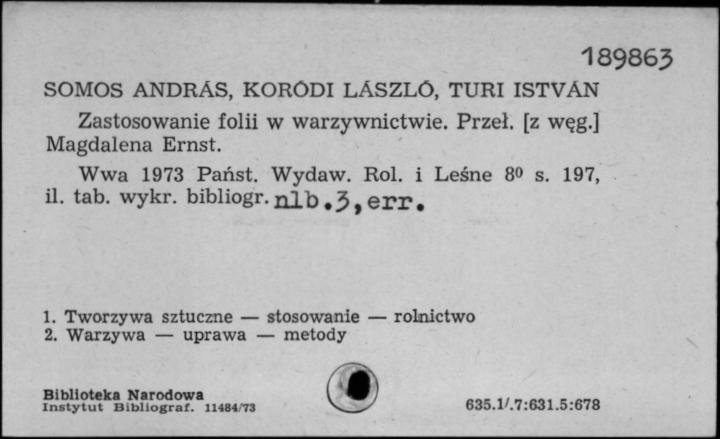 189863
SOMOS ANDRÁS, KORÓDI LÁSZLÓ, TURI ISTVÁN
Zastosowanie folii w warzywnictwie. Przeł. [z węg.]
Magdalena Ernst.
Wwa 1973 Państ. Wydaw. Rol. i Leśne 8⁰ s. 197,
il. tab. wykr. bibliogr. nlb.3, err.
1. Tworzywa sztuczne — stosowanie — rolnictwo
2. Warzywa — uprawa — metody
Biblioteka Narodowa
Instytut Bibliograf. 11484/73
635.1/.7:631.5:678